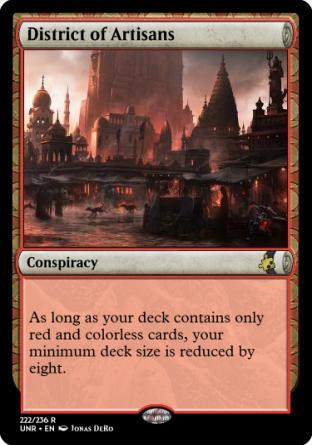 District of Artisans
Conspiracy
As long as your deck contains only
red and colorless cards, your
minimum deck size is reduced by
eight.
222/236 R
UNR • EN Jonas DeRo